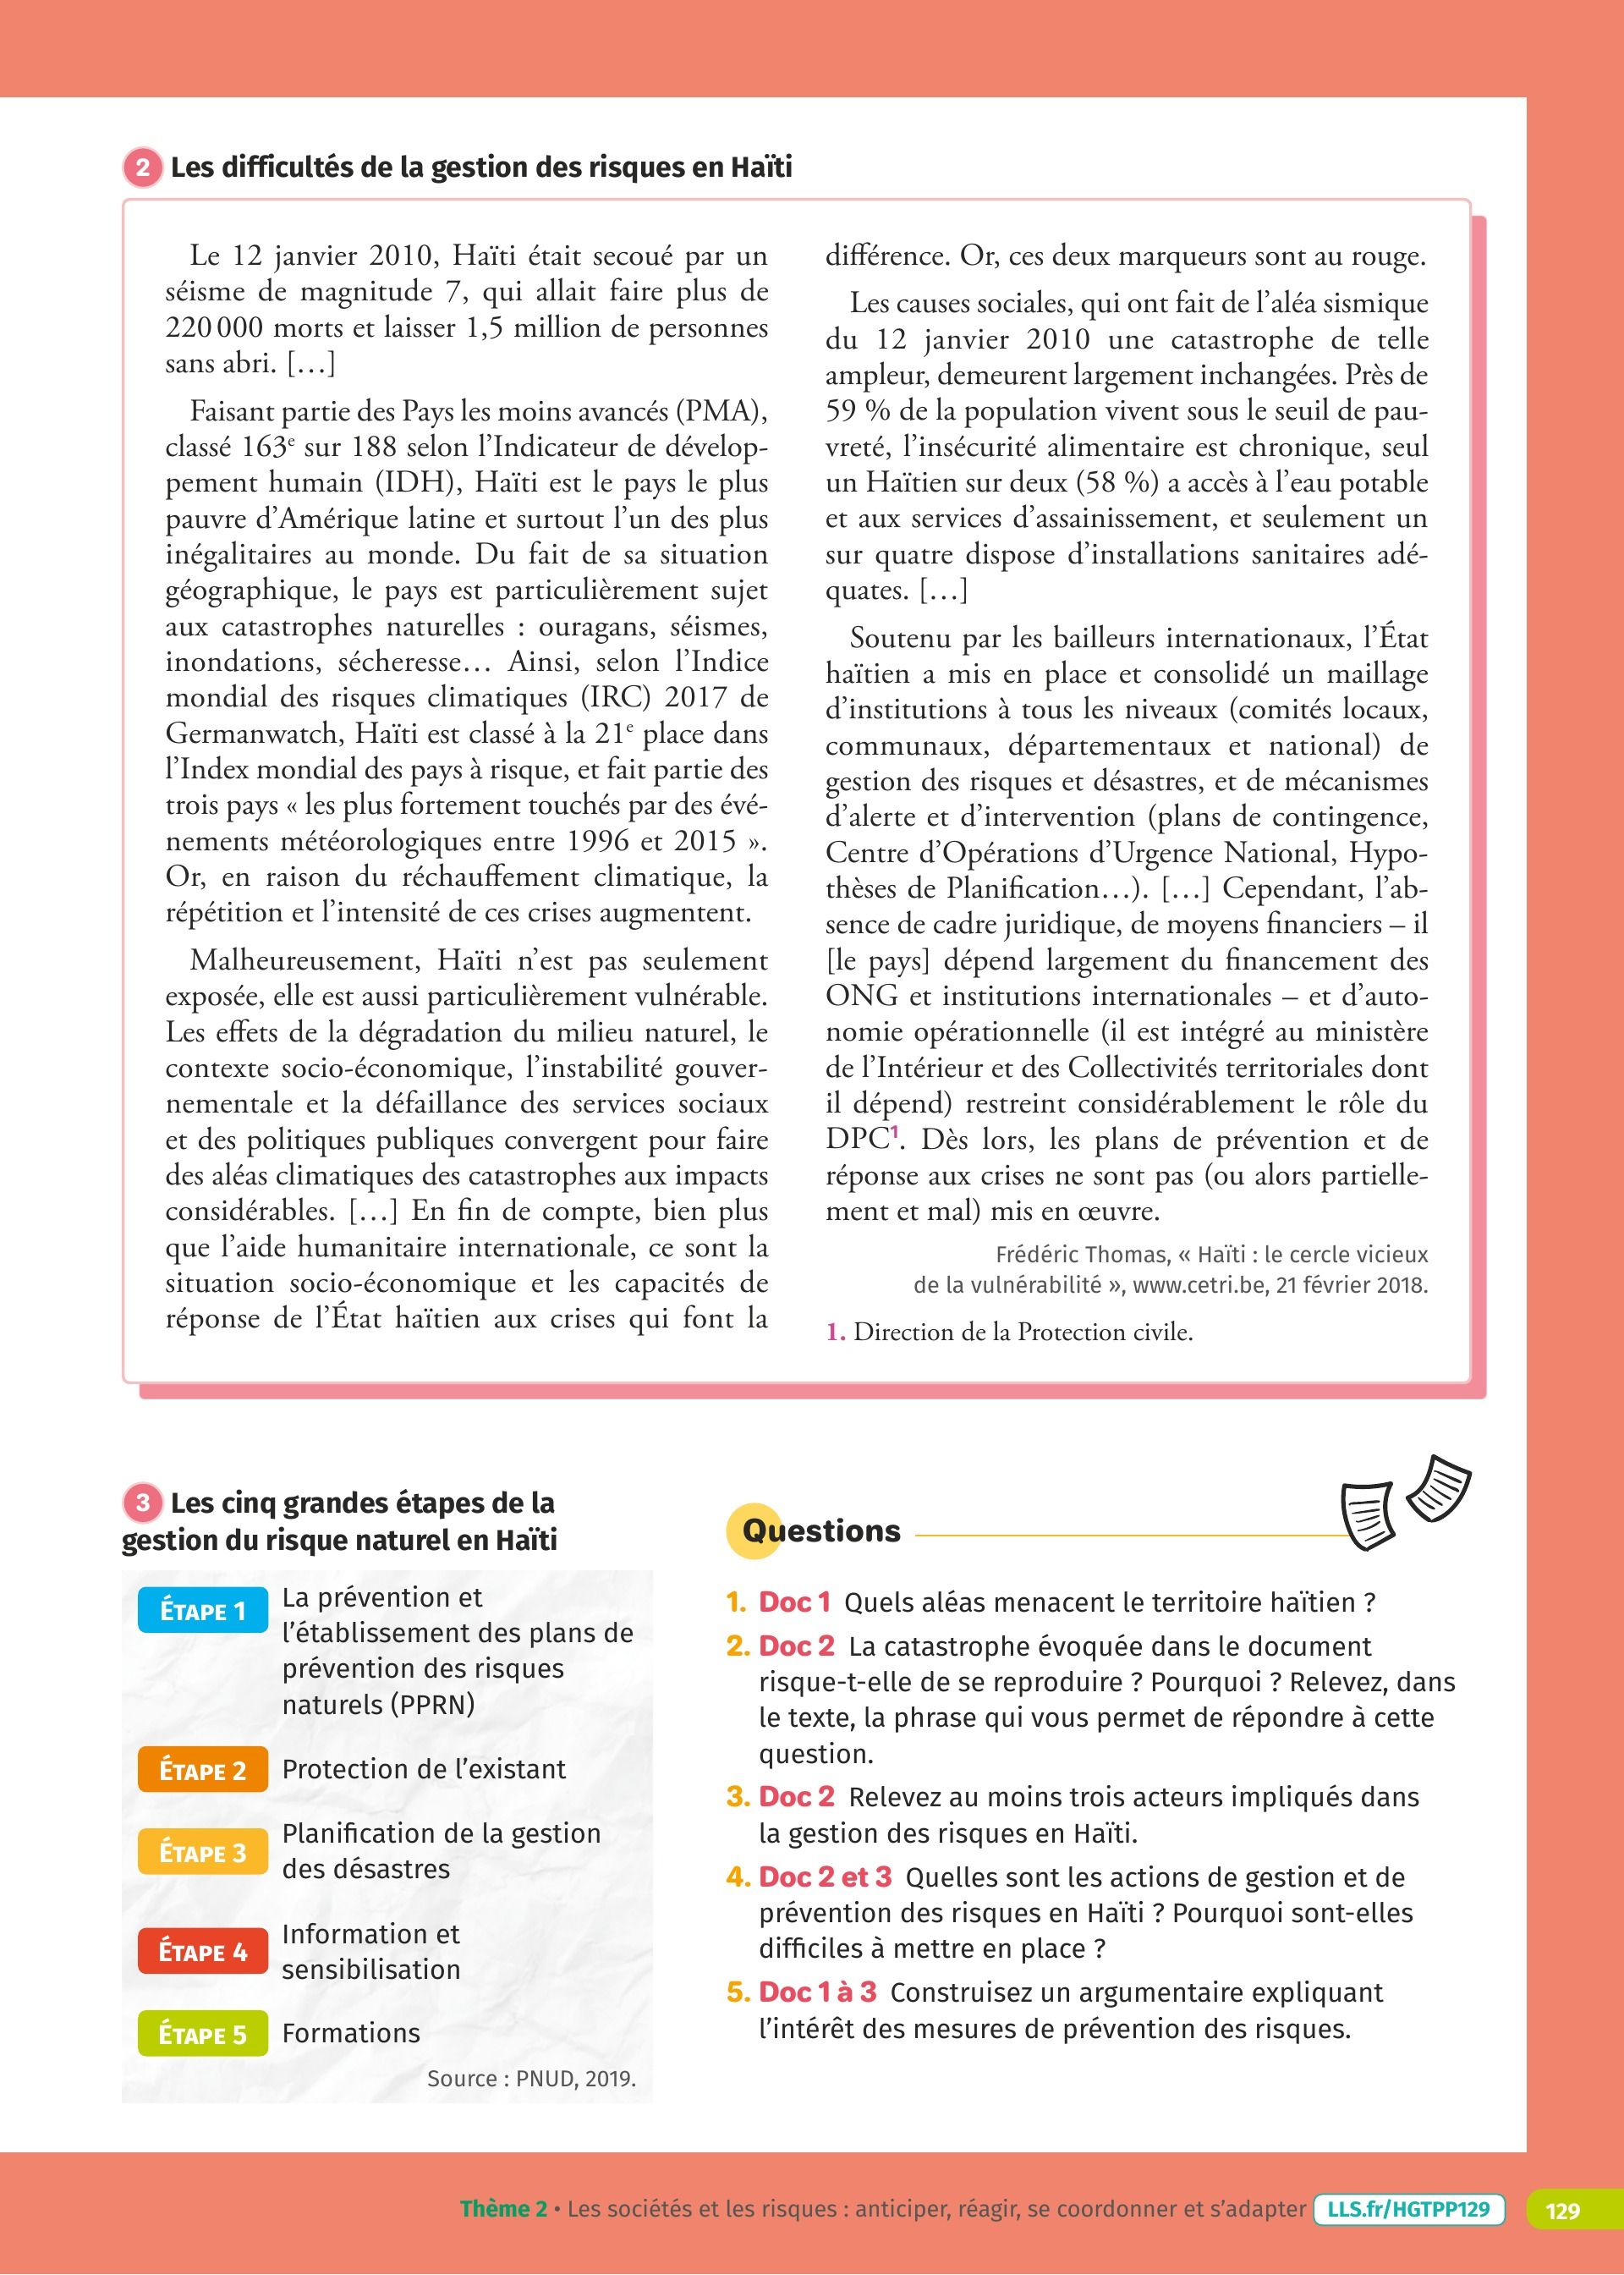 2 Les difficultés de la gestion des risques en Haïti
Le 12 janvier 2010, Haïti était secoué par un
séisme de magnitude 7, qui allait faire plus de
220 000 morts et laisser 1,5 million de personnes
sans abri. […]
Faisant partie des Pays les moins avancés (PMA),
classé 163e sur 188 selon l’Indicateur de dévelop-
pement humain (IDH), Haïti est le pays le plus
pauvre d’Amérique latine et surtout l’un des plus
inégalitaires au monde. Du fait de sa situation
géographique, le pays est particulièrement sujet
aux catastrophes naturelles : ouragans, séismes,
inondations, sécheresse… Ainsi, selon l’Indice
mondial des risques climatiques (IRC) 2017 de
Germanwatch, Haïti est classé à la 21e place dans
l’Index mondial des pays à risque, et fait partie des
trois pays « les plus fortement touchés par des évé-
nements météorologiques entre 1996 et 2015 ».
Or, en raison du réchauffement climatique, la
répétition et l’intensité de ces crises augmentent.
Malheureusement, Haïti n’est pas seulement
exposée, elle est aussi particulièrement vulnérable.
Les effets de la dégradation du milieu naturel, le
contexte socio-économique, l’instabilité gouver-
nementale et la défaillance des services sociaux
et des politiques publiques convergent pour faire
des aléas climatiques des catastrophes aux impacts
considérables. […] En fin de compte, bien plus
que l’aide humanitaire internationale, ce sont la
situation socio-économique et les capacités de
réponse de l’État haïtien aux crises qui font la
différence. Or, ces deux marqueurs sont au rouge.
Les causes sociales, qui ont fait de l’aléa sismique
du 12 janvier 2010 une catastrophe de telle
ampleur, demeurent largement inchangées. Près de
59 % de la population vivent sous le seuil de pau-
vreté, l’insécurité alimentaire est chronique, seul
un Haïtien sur deux (58 %) a accès à l’eau potable
et aux services d’assainissement, et seulement un
sur quatre dispose d’installations sanitaires adé-
quates. […]
Soutenu par les bailleurs internationaux, l’État
haïtien a mis en place et consolidé un maillage
d’institutions à tous les niveaux (comités locaux,
communaux, départementaux et national) de
gestion des risques et désastres, et de mécanismes
d’alerte et d’intervention (plans de contingence,
Centre d’Opérations d’Urgence National, Hypo-
thèses de Planification…). […] Cependant, l’ab-
sence de cadre juridique, de moyens financiers – il
[le pays] dépend largement du financement des
ONG et institutions internationales – et d’auto-
nomie opérationnelle (il est intégré au ministère
de l’Intérieur et des Collectivités territoriales dont
il dépend) restreint considérablement le rôle du
DPC1. Dès lors, les plans de prévention et de
réponse aux crises ne sont pas (ou alors partielle-
ment et mal) mis en œuvre.
Frédéric Thomas, « Haïti : le cercle vicieux
de la vulnérabilité », www.cetri.be, 21 février 2018.
1. Direction de la Protection civile.
3 Les cinq grandes étapes de la
gestion du risque naturel en Haïti
ÉTAPE 1 La prévention et
l’établissement des plans de
prévention des risques
naturels (PPRN)
ÉTAPE 2 Protection de l’existant
ÉTAPE 3 Planification de la gestion
des désastres
ÉTAPE 4 Information et
sensibilisation
ÉTAPE 5 Formations
Source : PNUD, 2019.
Questions
1. Doc 1 Quels aléas menacent le territoire haïtien ?
2. Doc 2 La catastrophe évoquée dans le document
risque-t-elle de se reproduire ? Pourquoi ? Relevez, dans
le texte, la phrase qui vous permet de répondre à cette
question.
3. Doc 2 Relevez au moins trois acteurs impliqués dans
la gestion des risques en Haïti.
4. Doc 2 et 3 Quelles sont les actions de gestion et de
prévention des risques en Haïti ? Pourquoi sont-elles
difficiles à mettre en place ?
5. Doc 1 à 3 Construisez un argumentaire expliquant
l’intérêt des mesures de prévention des risques.
Thème 2 • Les sociétés et les risques : anticiper, réagir, se coordonner et s’adapter LLS.fr/HGTPP129 129